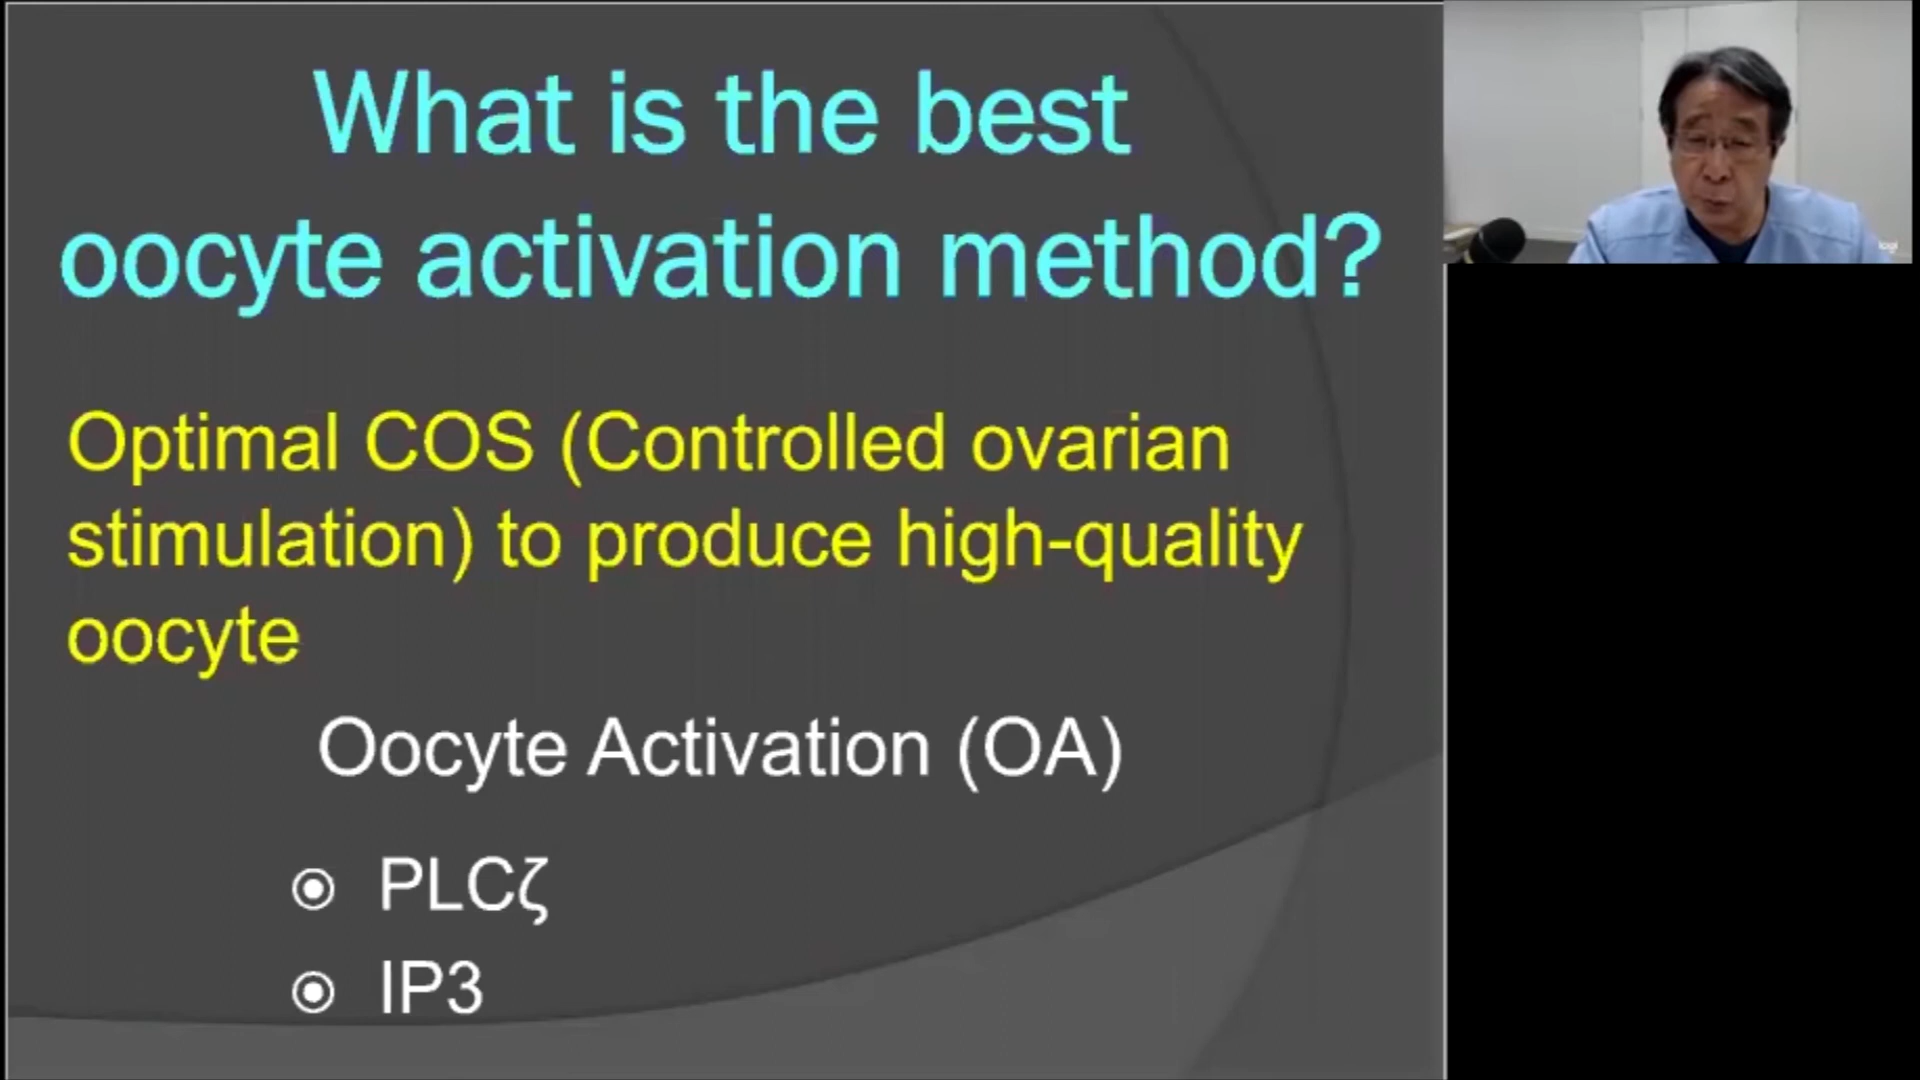 What is the best
oocyte activation method?
Optimal COS (Controlled ovarian
stimulation) to produce high-quality
oocyte
Oocyte Activation (OA)
PLCζ
IP3
logi